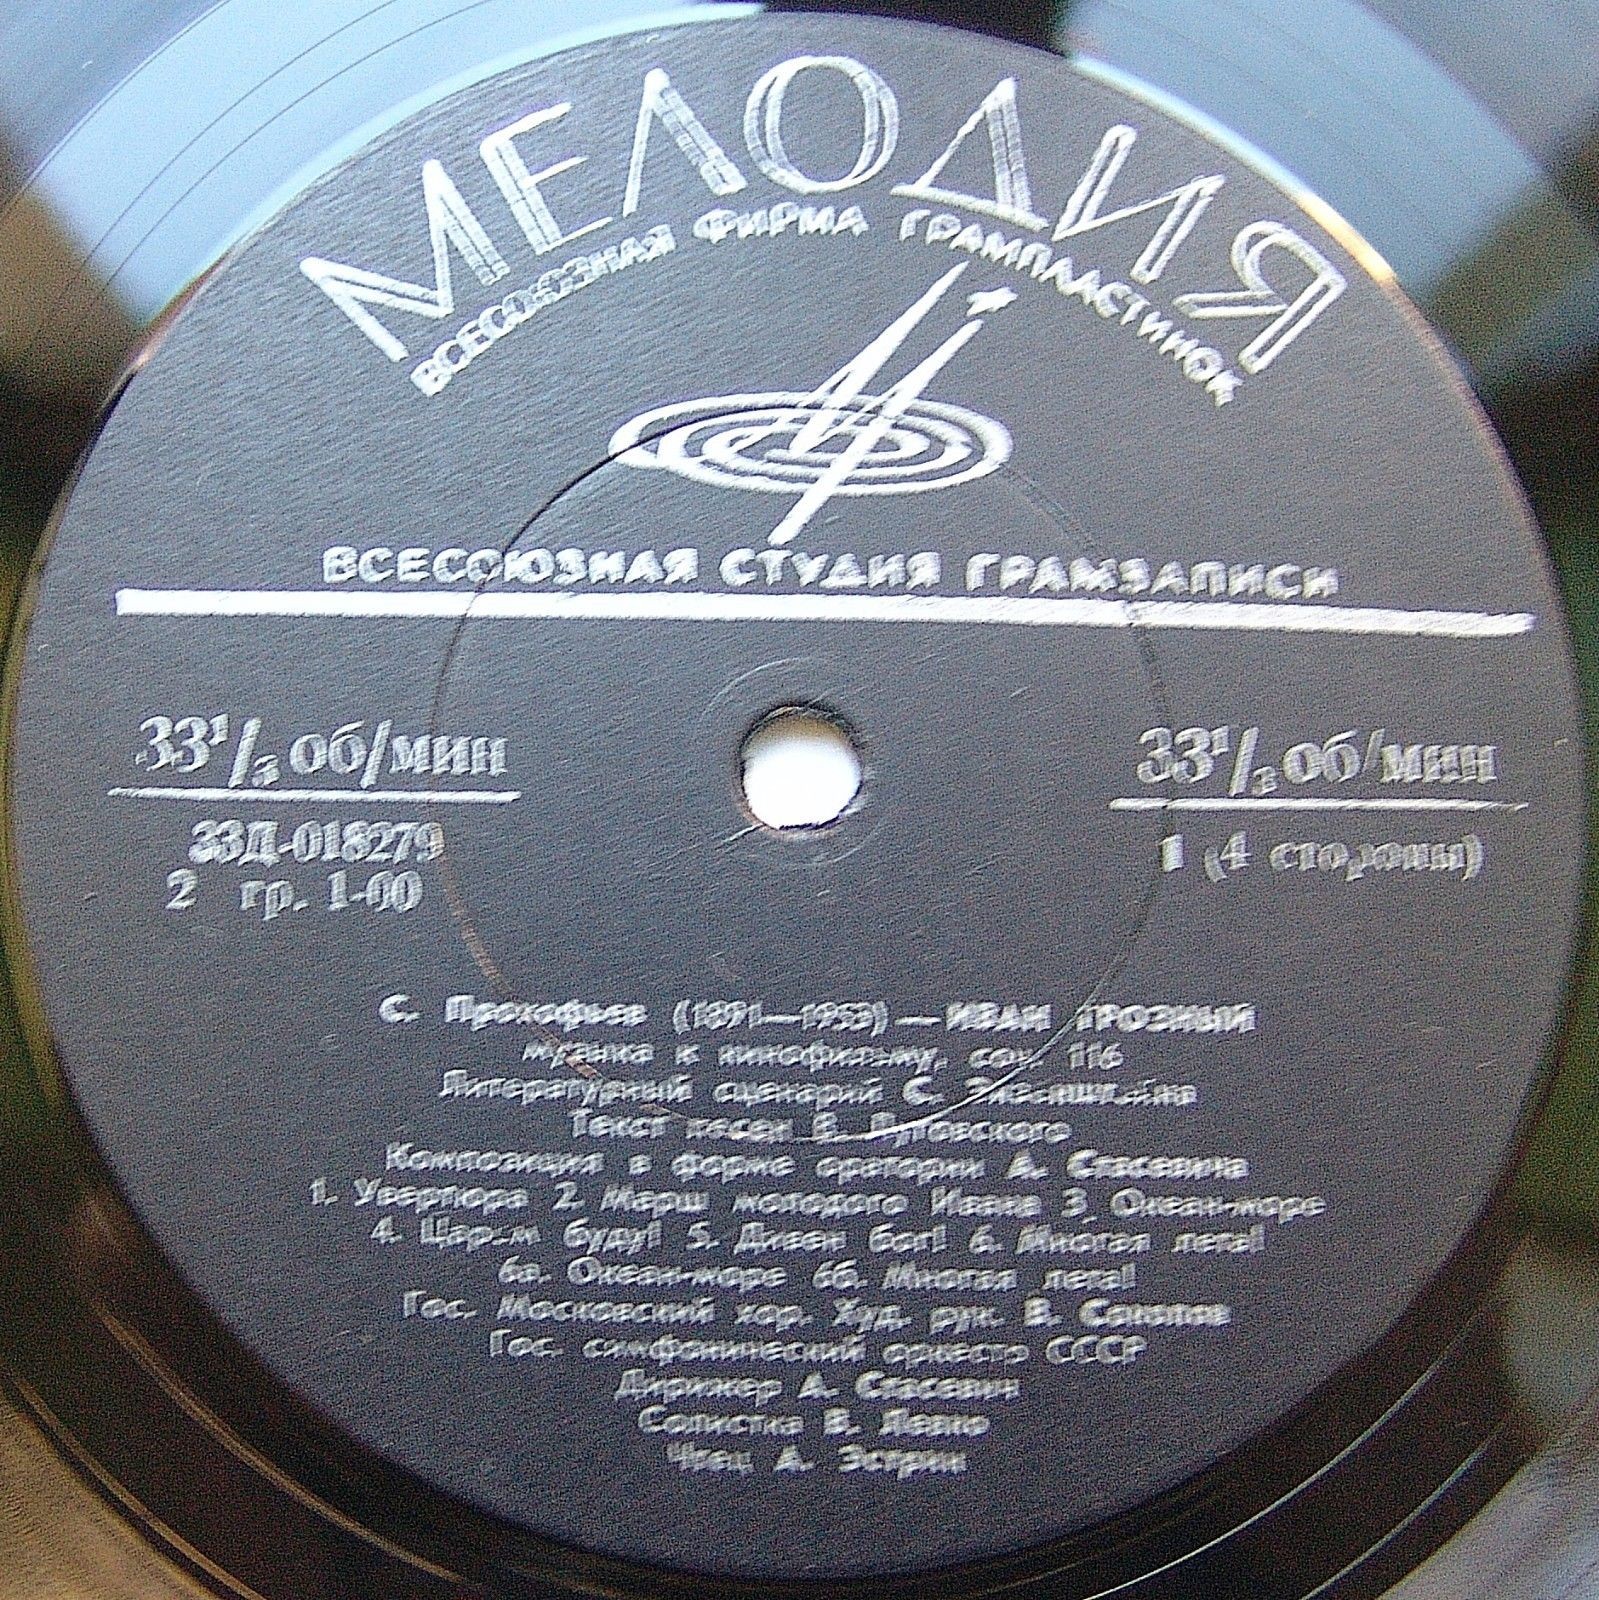 МЕЛОДИЯ
ВСЕСОЮЗНАЯ ФИРМА ГРАМПЛАСТИНОК
ВСЕСОЮЗНАЯ СТУДИЯ ГРАМЗАПИСИ
33¹/₃ об/мин
33¹/₃ об/мин
33Д-018279
1 (4 стороны)
2 гр. 1-00
С. Прокофьев (1891—1953) — ИВАН ГРОЗНЫЙ
музыка к кинофильму, соч. 116
Литературный сценарий С. Эйзенштейна
Текст песен В. Луговского
Композиция в форме оратории А. Стасевича
1. Увертюра 2. Марш молодого Ивана 3. Океан-море
4. Царем буду! 5. Дивен бог! 6. Многая лета!
6а. Океан-море 6б. Многая лета!
Гос. Московский хор. Худ. рук. В. Соколов
Гос. симфонический оркестр СССР
Дирижер А. Стасевич
Солистка В. Левко
Чтец А. Эстрин